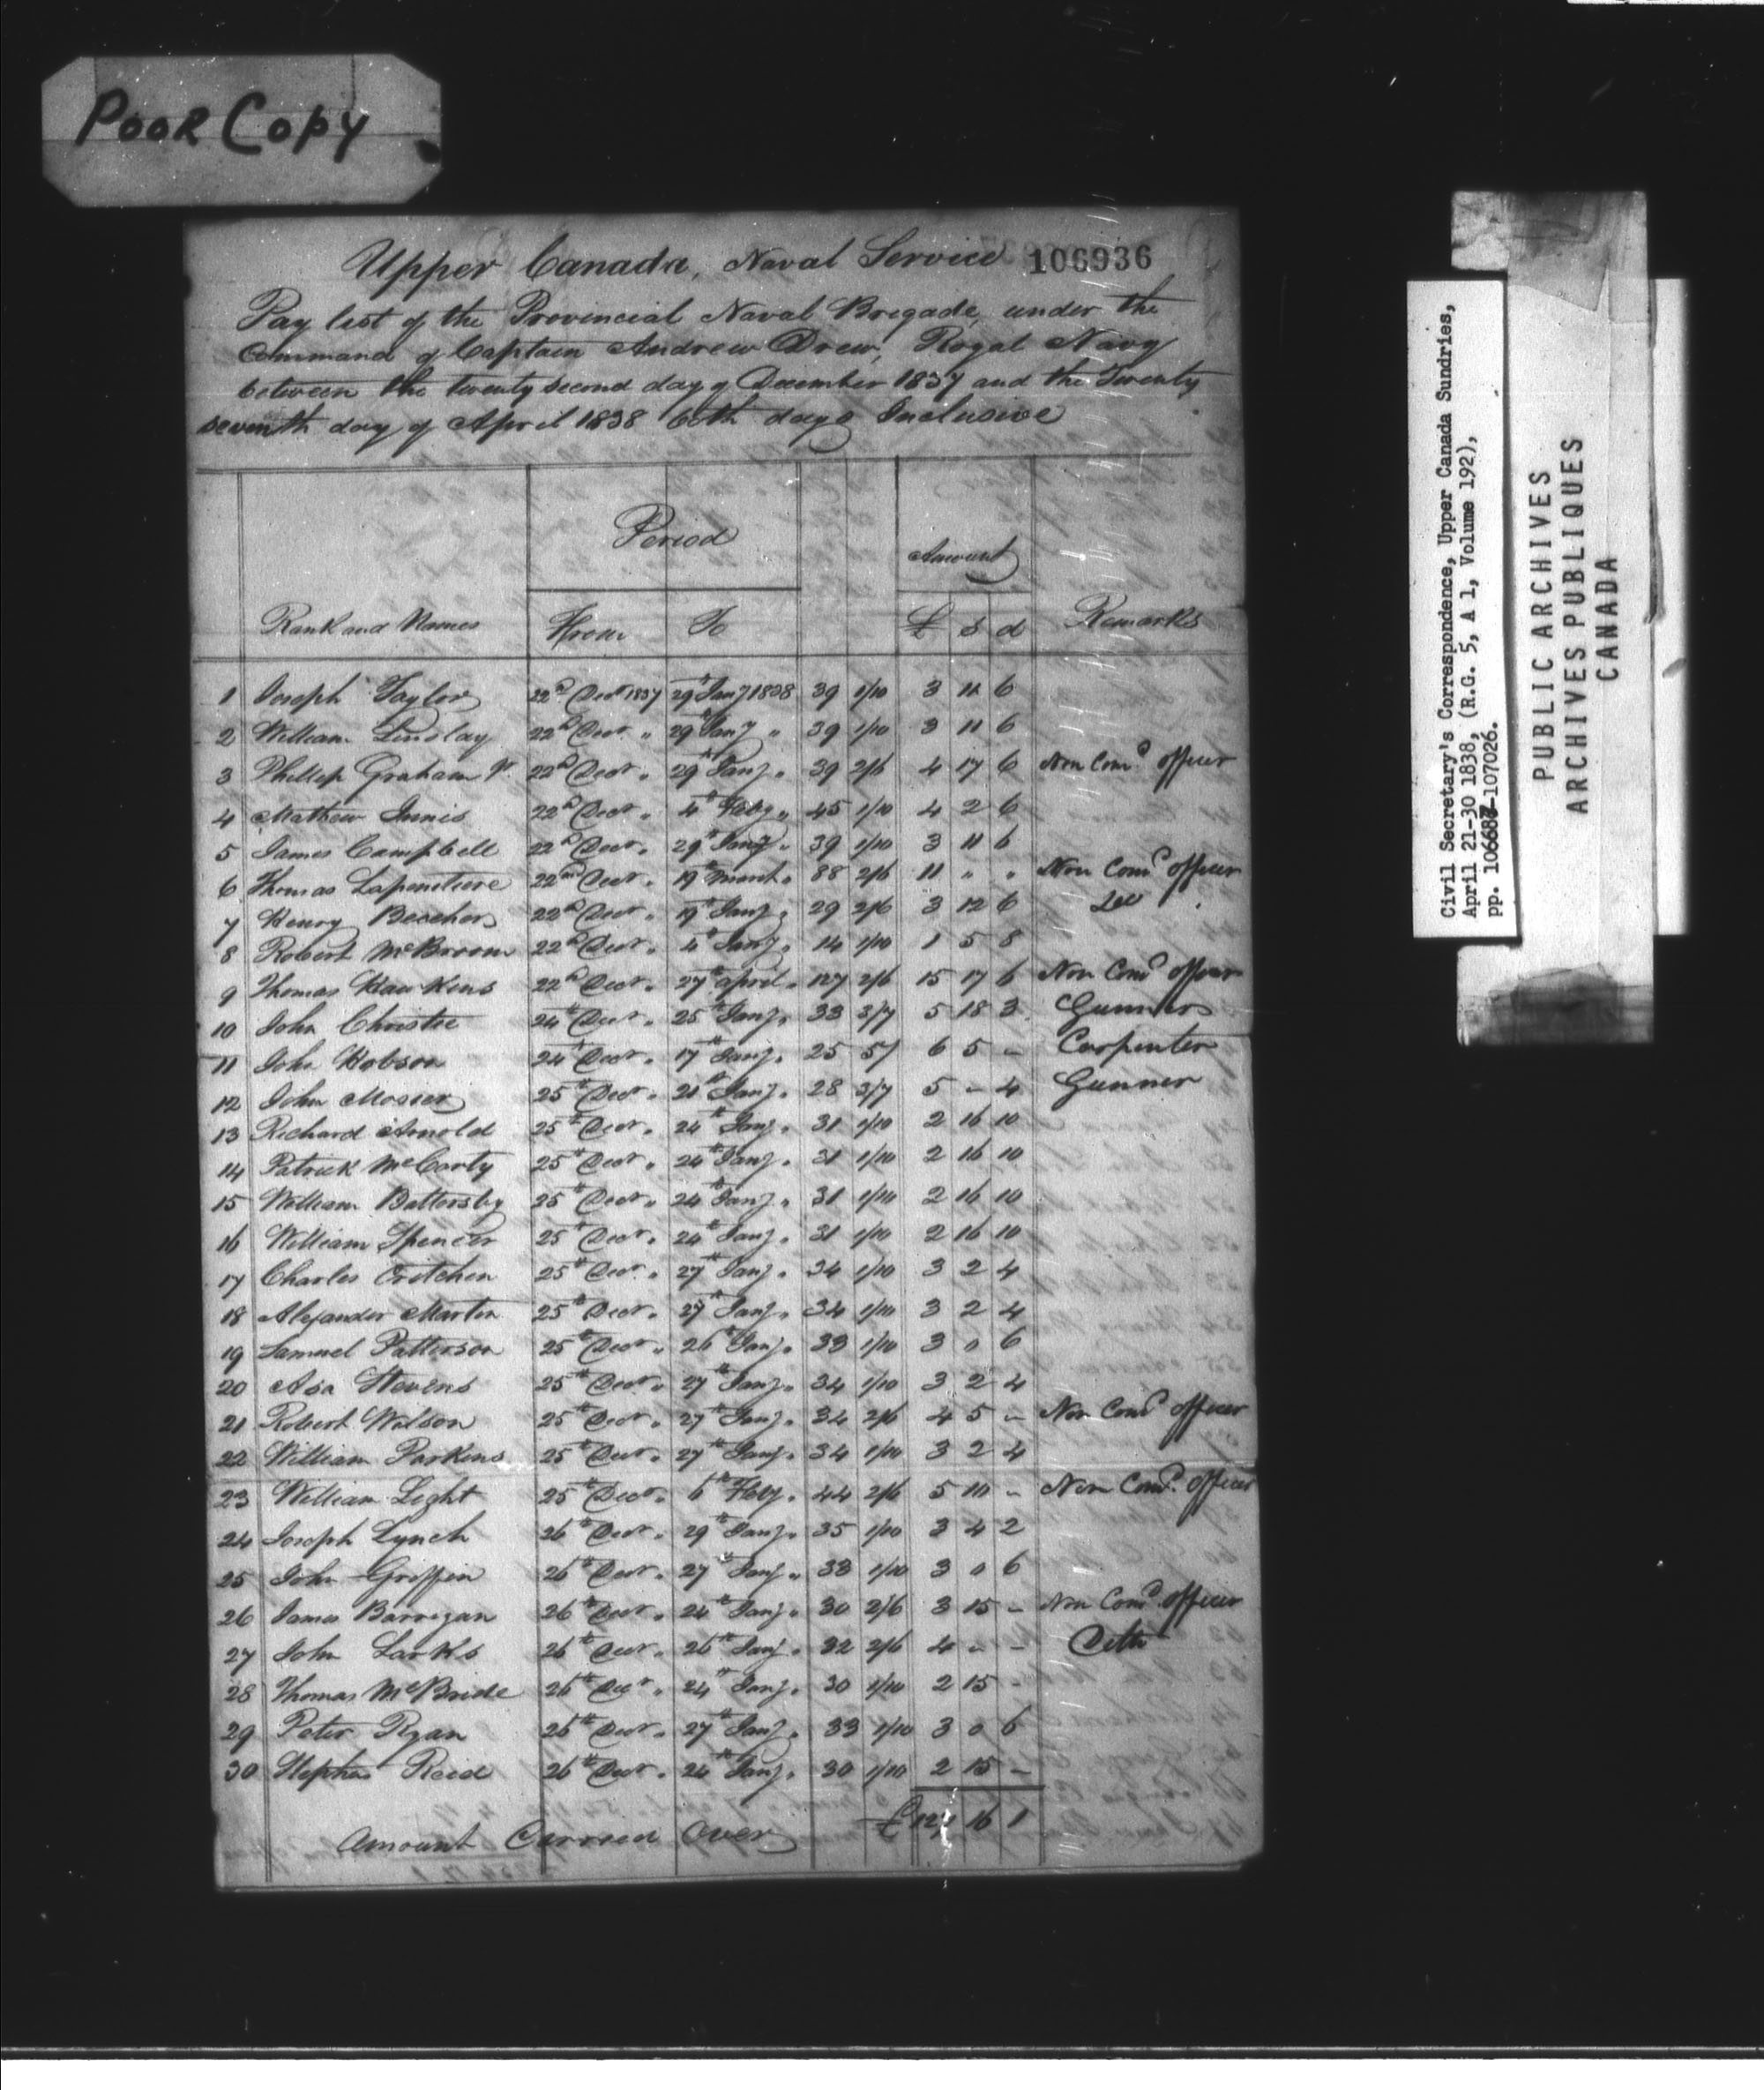 POOR COPY
Upper Canada, Naval Service 106936
Pay list of the Provincial Naval Brigade, under the
Command of Captain Andrew Drew, Royal Navy
between the twenty second day of December 1837 and the Twenty
seventh day of April 1838 both days Inclusive
Period
Amount
Rank and Names From To £ s d Remarks
1 Joseph Taylor 22d Decr 1837 29th Jany 1838 39 1/10 3 11 6
2 William Linslay 22d Decr " 29th Jany " 39 1/10 3 11 6
3 Phillip Graham 22d Decr " 29th Jany " 39 2/6 4 17 6 Non Comd officer
4 Mathew Innis 22d Decr " 4th Feby " 45 1/10 4 2 6
5 James Campbell 22d Decr " 29th Jany " 39 1/10 3 11 6
6 Thomas Lapenotiere 22nd Decr " 19th March " 88 2/6 11 " " Non Comd officer
7 Henry Beecher 22d Decr " 19th Jany " 29 2/6 3 12 6
8 Robert McBroom 22d Decr " 4th Jany " 14 1/10 1 5 8
9 Thomas Hawkins 22d Decr " 27th april " 127 2/6 15 17 6 Non Comd officer
10 John Christie 24th Decr " 25th Jany " 33 3/7 5 18 3 Gunner
11 John Hobson 24th Decr " 17th Jany " 25 5/ 6 5 - Carpenter
12 John Mosier 25th Decr " 21st Jany " 28 3/7 5 - 4 Gunner
13 Richard Arnold 25th Decr " 24th Jany " 31 1/10 2 16 10
14 Patrick McCarty 25th Decr " 24th Jany " 31 1/10 2 16 10
15 William Battersby 25th Decr " 24th Jany " 31 1/10 2 16 10
16 William Spencer 25th Decr " 24th Jany " 31 1/10 2 16 10
17 Charles Critchen 25th Decr " 27th Jany " 34 1/10 3 2 4
18 Alexander Martin 25th Decr " 27th Jany " 34 1/10 3 2 4
19 Samuel Patterson 25th Decr " 26th Jany " 33 1/10 3 0 6
20 Asa Stevens 25th Decr " 27th Jany " 34 1/10 3 2 4
21 Robert Wilson 25th Decr " 27th Jany " 34 2/6 4 5 - Non Comd officer
22 William Parkins 25th Decr " 27th Jany " 34 1/10 3 2 4
23 William Light 25th Decr " 6th Feby " 44 2/6 5 10 - Non Comd officer
24 Joseph Lynch 26th Decr " 29th Jany " 35 1/10 3 4 2
25 John Griffin 26th Decr " 27th Jany " 33 1/10 3 0 6
26 James Barregan 26th Decr " 24th Jany " 30 2/6 3 15 - Non Comd officer
27 John Larks 26th Decr " 26th Jany " 32 2/6 4 - - Ditto
28 Thomas McBride 26th Decr " 24th Jany " 30 1/10 2 15 -
29 Peter Ryan 26th Decr " 27th Jany " 33 1/10 3 0 6
30 Stephen Reed 26th Decr " 24th Jany " 30 1/10 2 15 -
Amount Carried Over £127 16 1
Civil Secretary's Correspondence, Upper Canada Sundries,
April 21-30 1838, (R.G. 5, A 1, Volume 192),
pp. 106687-107026.
PUBLIC ARCHIVES
ARCHIVES PUBLIQUES
CANADA